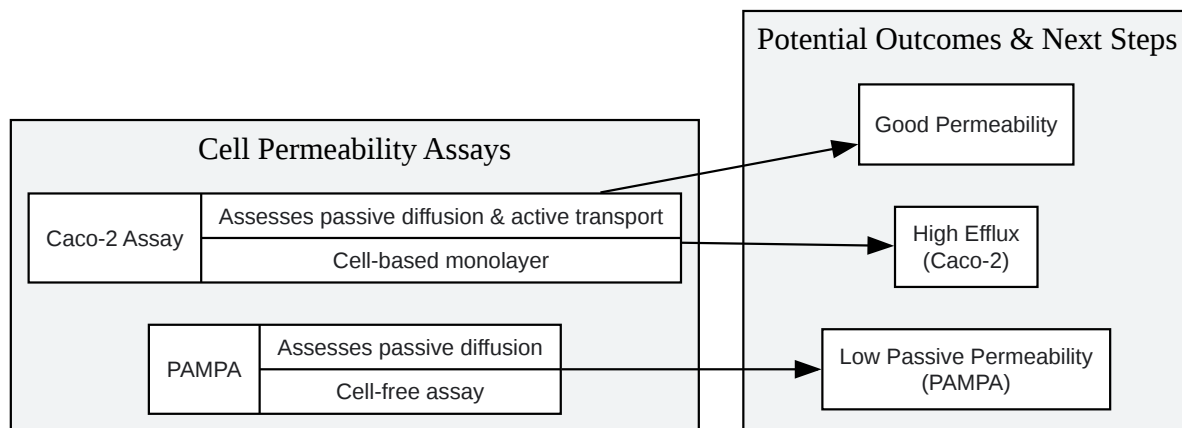 Cell Permeability Assays
Caco-2 Assay
Assesses passive diffusion & active transport
Cell-based monolayer
PAMPA
Assesses passive diffusion
Cell-free assay
Potential Outcomes & Next Steps
Good Permeability
High Efflux
(Caco-2)
Low Passive Permeability
(PAMPA)